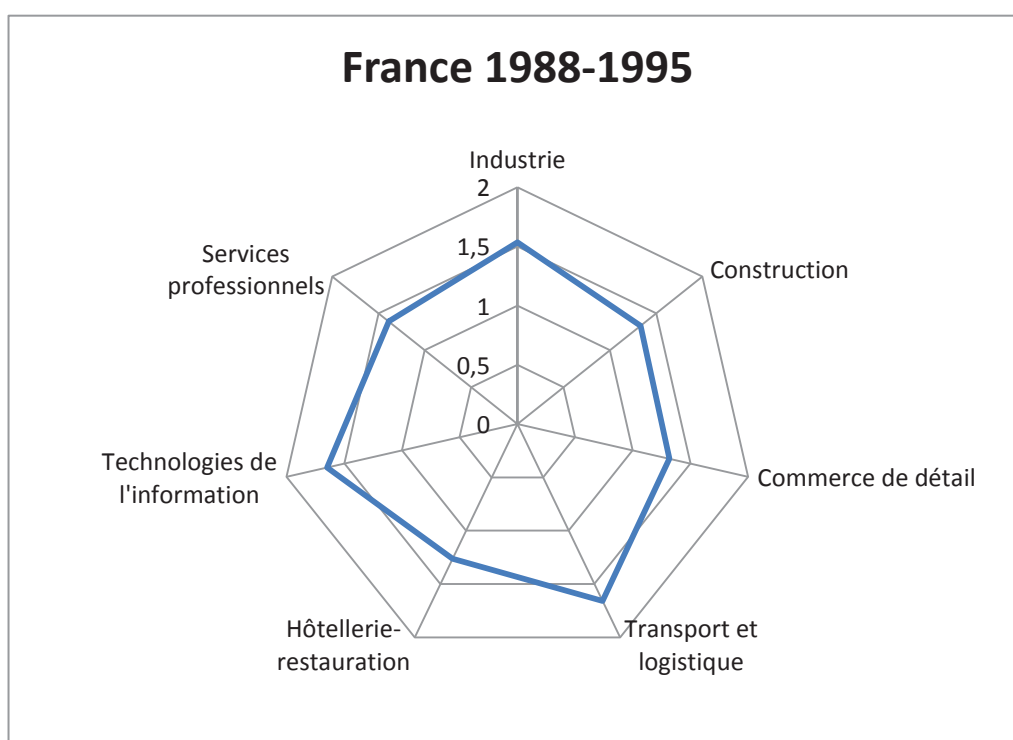 France 1988-1995
Industrie
2
1,5
1
0,5
0
Construction
Commerce de détail
Transport et
logistique
Hôtellerie-
restauration
Technologies de
l'information
Services
professionnels